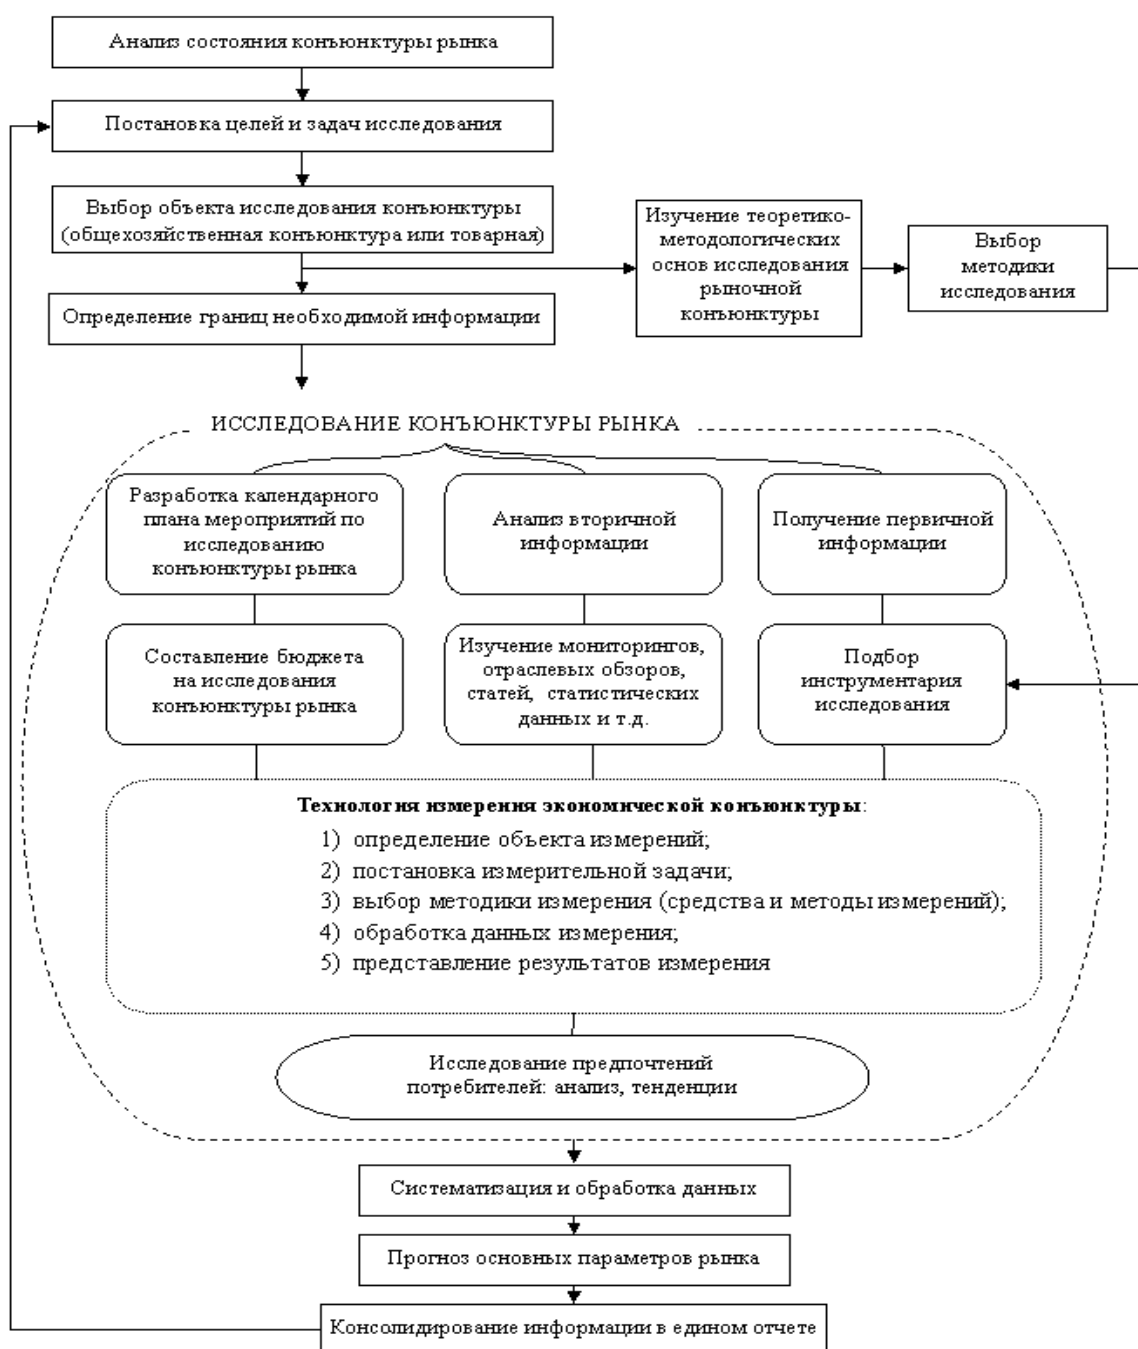 Анализ состояния конъюнктуры рынка
Постановка целей и задач исследования
Выбор объекта исследования конъюнктуры
(общехозяйственная конъюнктура или товарная)
Изучение теоретико-
методологических
основ исследования
рыночной
конъюнктуры
Выбор
методики
исследования
Определение границ необходимой информации
ИССЛЕДОВАНИЕ КОНЪЮНКТУРЫ РЫНКА
Разработка календарного
плана мероприятий по
исследованию
конъюнктуры рынка
Анализ вторичной
информации
Получение первичной
информации
Составление бюджета
на исследования
конъюнктуры рынка
Изучение мониторингов,
отраслевых обзоров,
статей, статистических
данных и т.д.
Подбор
инструментария
исследования
Технология измерения экономической конъюнктуры:
1) определение объекта измерений;
2) постановка измерительной задачи;
3) выбор методики измерения (средства и методы измерений);
4) обработка данных измерения;
5) представление результатов измерения
Исследование предпочтений
потребителей: анализ, тенденции
Систематизация и обработка данных
Прогноз основных параметров рынка
Консолидирование информации в едином отчете